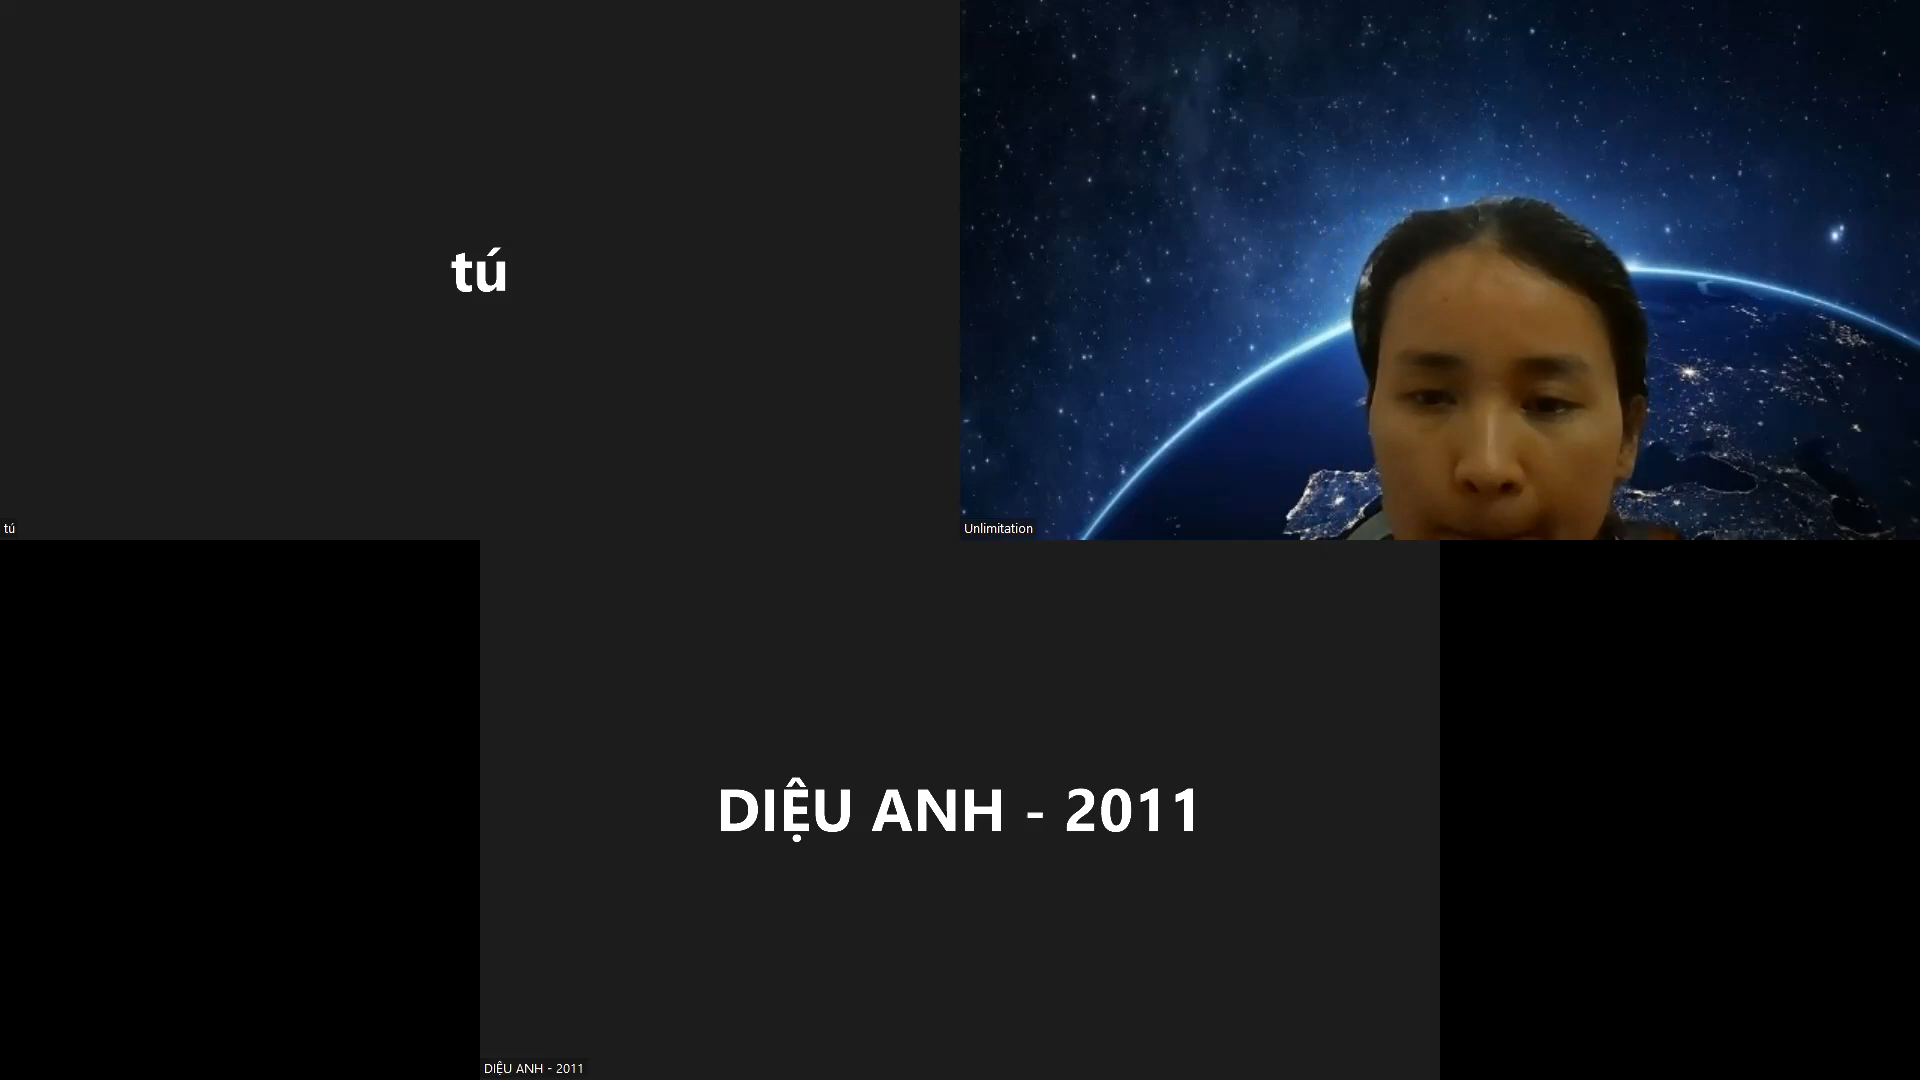 tú
tú
Unlimitation
DIỆU ANH - 2011
DIỆU ANH - 2011